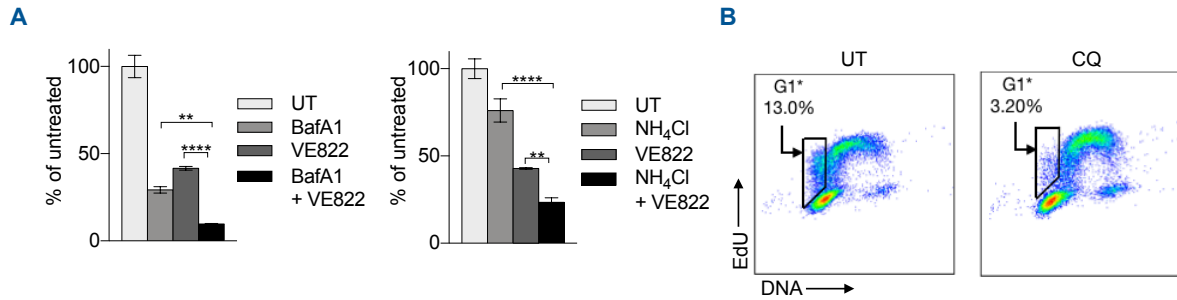 A
% of untreated
100
50
0
UT
BafA1
VE822
BafA1
+ VE822
**
****
% of untreated
100
50
0
UT
NH₄Cl
VE822
NH₄Cl
+ VE822
****
**
B
UT
G1*
13.0%
CQ
G1*
3.20%
EdU
DNA